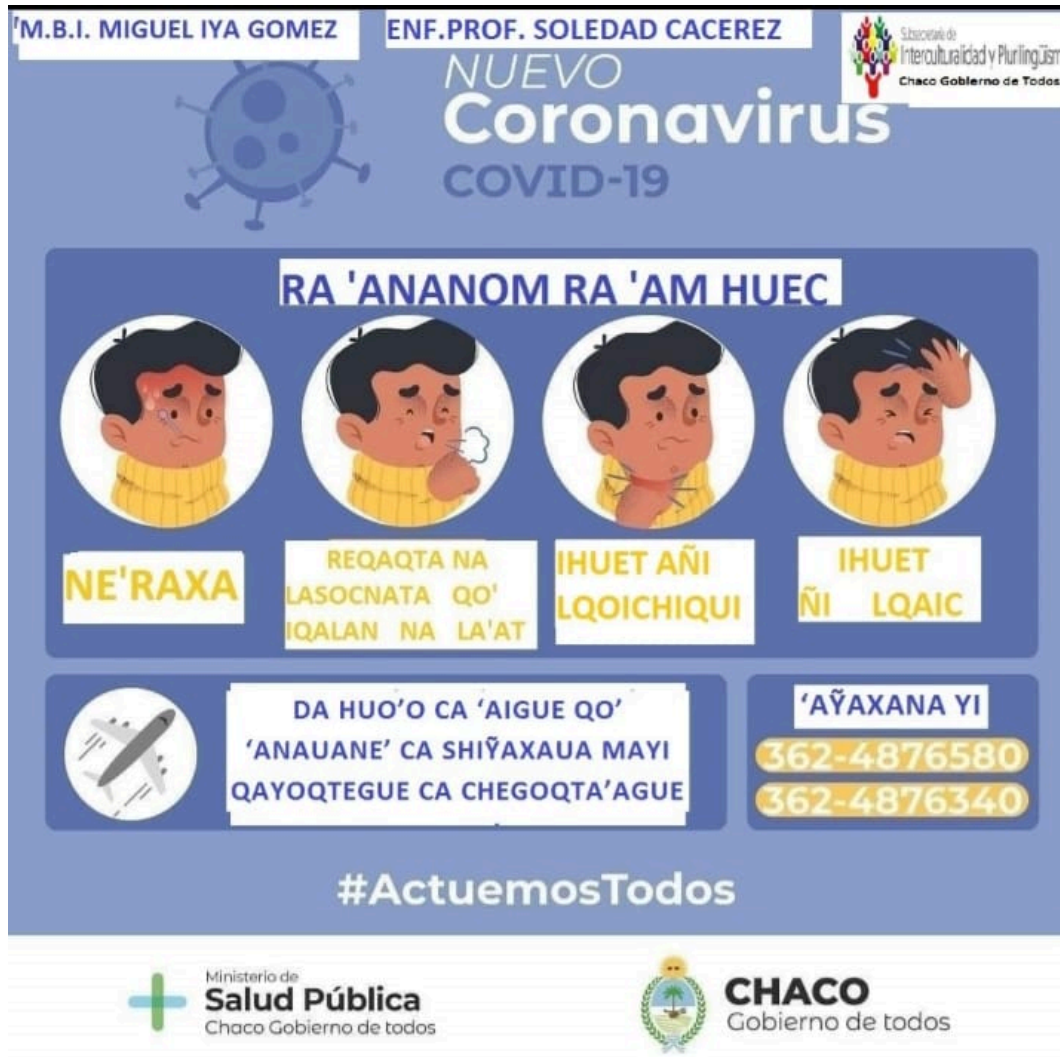 'M.B.I. MIGUEL IYA GOMEZ
ENF.PROF. SOLEDAD CACEREZ
Subsecretaría de
Interculturalidad y Plurilingüism
Chaco Gobierno de Todos
NUEVO
Coronavirus
COVID-19
RA 'ANANOM RA 'AM HUEC
NE'RAXA
REQAQTA NA
LASOCNATA QO'
IQALAN NA LA'AT
IHUET AÑI
LQOICHIQUI
IHUET
ÑI LQAIC
DA HUO'O CA 'AIGUE QO'
'ANAUANE' CA SHIỸAXAUA MAYI
QAYOQTEGUE CA CHEGOQTA'AGUE
'AỸAXANA YI
362-4876580
362-4876340
#ActuemosTodos
Ministerio de
Salud Pública
Chaco Gobierno de todos
CHACO
Gobierno de todos